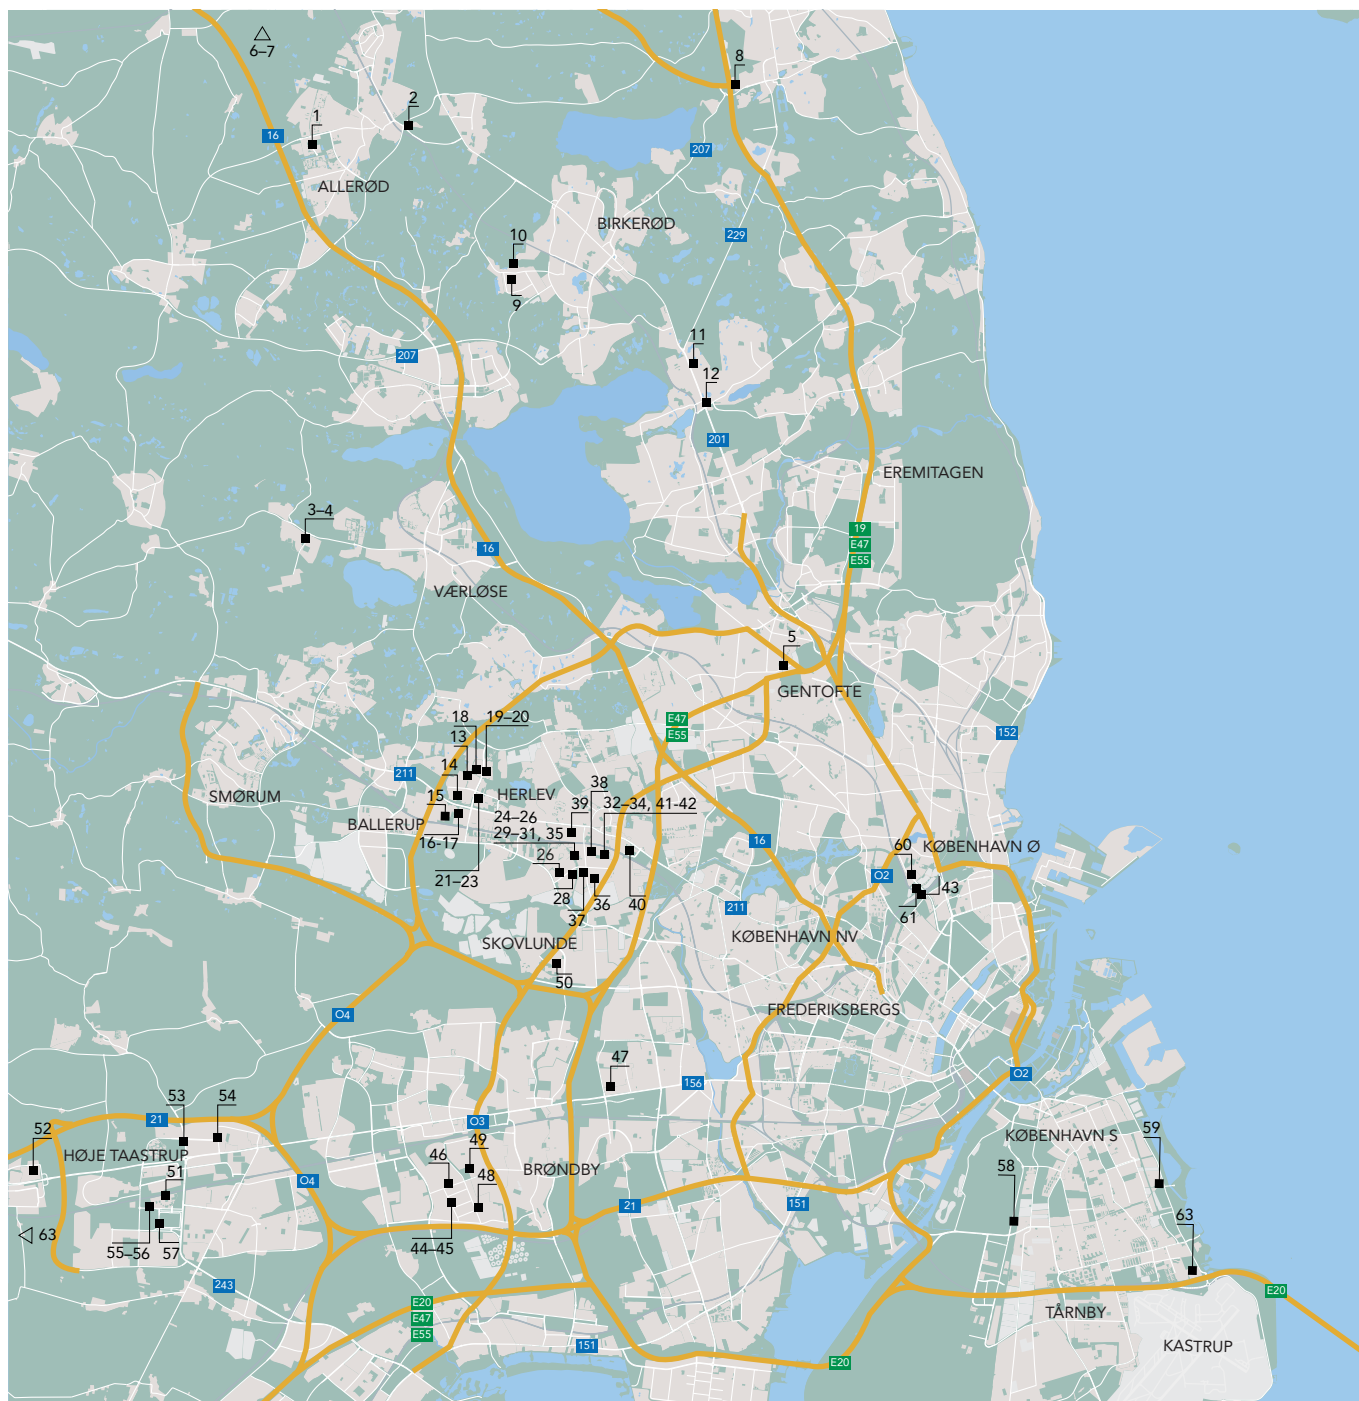 6–7
8
2
1
16
207
ALLERØD
BIRKERØD
229
10
9
11
207
12
201
EREMITAGEN
3–4
19
E47
E55
16
VÆRLØSE
5
GENTOFTE
18
19–20
E47
E55
152
13
14
211
38
SMØRUM
15
HERLEV
39
32–34, 41-42
BALLERUP
24–26
29–31, 35
16-17
16
60
KØBENHAVN Ø
26
O2
21–23
43
28
36
40
211
61
37
KØBENHAVN NV
SKOVLUNDE
50
FREDERIKSBERGS
O4
47
O2
156
53
54
21
O3
52
49
KØBENHAVN S
59
HØJE TAASTRUP
46
BRØNDBY
51
O4
48
58
21
151
63
63
55–56
57
44–45
243
E20
E47
E55
E20
TÅRNBY
151
KASTRUP
E20